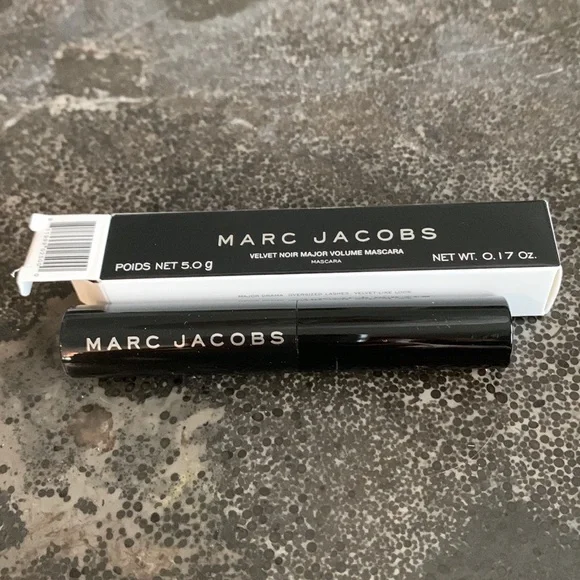 MARC JACOBS
VELVET NOIR MAJOR VOLUME MASCARA
MASCARA
POIDS NET 5.0 g
NET WT. 0.17 Oz.
MARC JACOBS